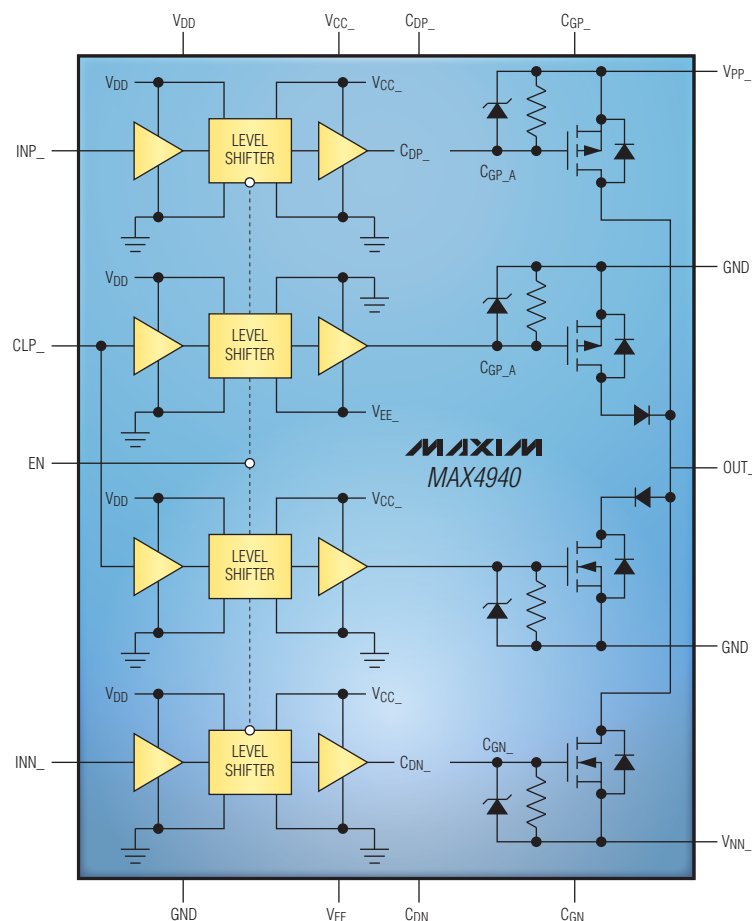 VDD VCC_ CDP_ CGP_
VDD VCC_ VPP_
INP_ LEVEL SHIFTER CDP_ CGP_A
VDD GND
CLP_ LEVEL SHIFTER CGP_A
VEE_
EN MAXIM OUT_
MAX4940
VDD VCC_
LEVEL SHIFTER
GND
VDD VCC_
INN_ LEVEL SHIFTER CDN_ CGN_
VNN_
GND VEE CDN CGN